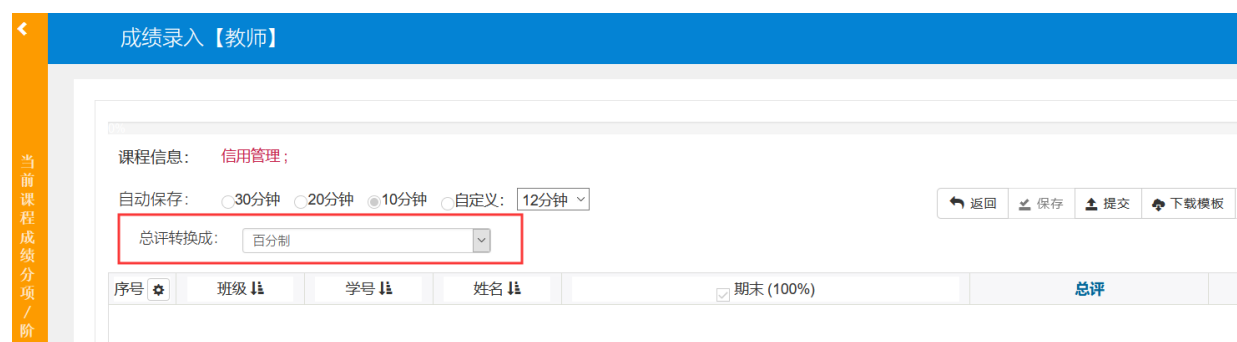 成绩录入【教师】
当前课程成绩分项/阶
课程信息： 信用管理；
自动保存： 30分钟 20分钟 10分钟 自定义： 12分钟
返回 保存 提交 下载模板
总评转换成： 百分制
序号 班级 学号 姓名 期末 (100%) 总评